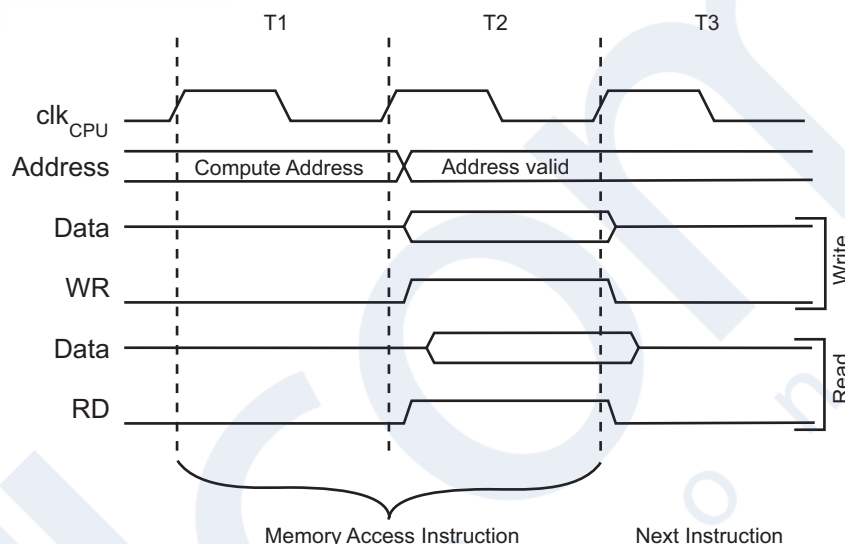 T1 T2 T3
clkCPU
Address Compute Address Address valid
Data
WR
Write
Data
RD
Read
Memory Access Instruction Next Instruction